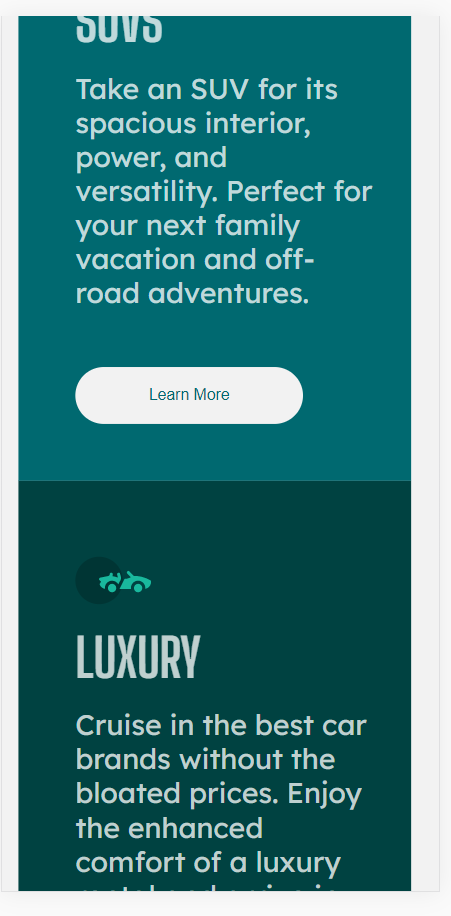 SUVS
Take an SUV for its
spacious interior,
power, and
versatility. Perfect for
your next family
vacation and off-
road adventures.
Learn More
LUXURY
Cruise in the best car
brands without the
bloated prices. Enjoy
the enhanced
comfort of a luxury